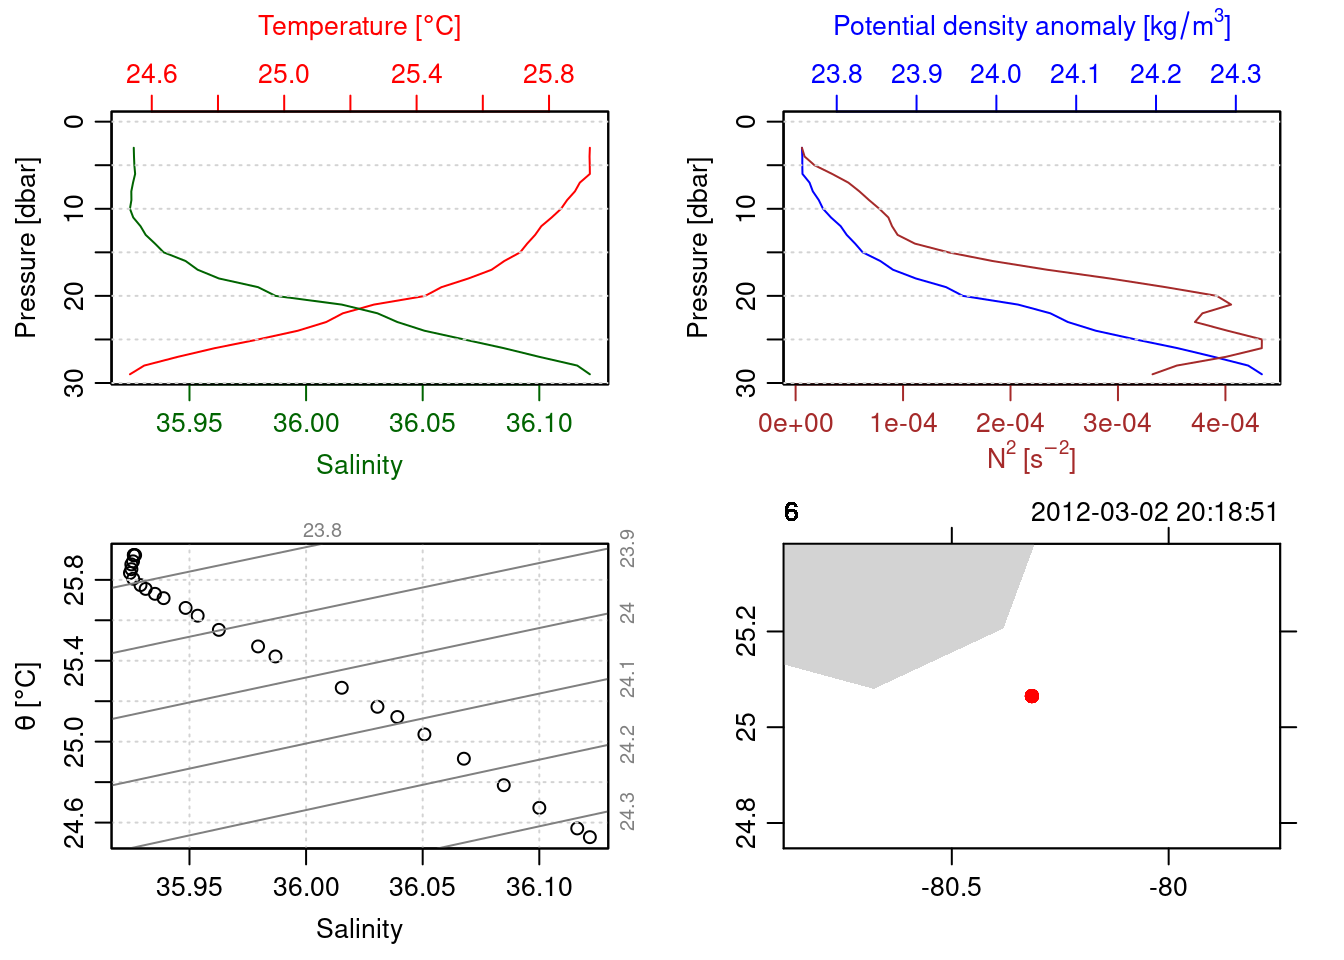 Temperature [°C]
24.6 25.0 25.4 25.8
Pressure [dbar]
0 10 20 30
35.95 36.00 36.05 36.10
Salinity
Potential density anomaly [kg/m³]
23.8 23.9 24.0 24.1 24.2 24.3
Pressure [dbar]
0 10 20 30
0e+00 1e-04 2e-04 3e-04 4e-04
N² [s⁻²]
23.8
23.9
24
24.1
24.2
24.3
θ [°C]
25.8
25.4
25.0
24.6
35.95 36.00 36.05 36.10
Salinity
6 2012-03-02 20:18:51
25.2
25
24.8
-80.5 -80